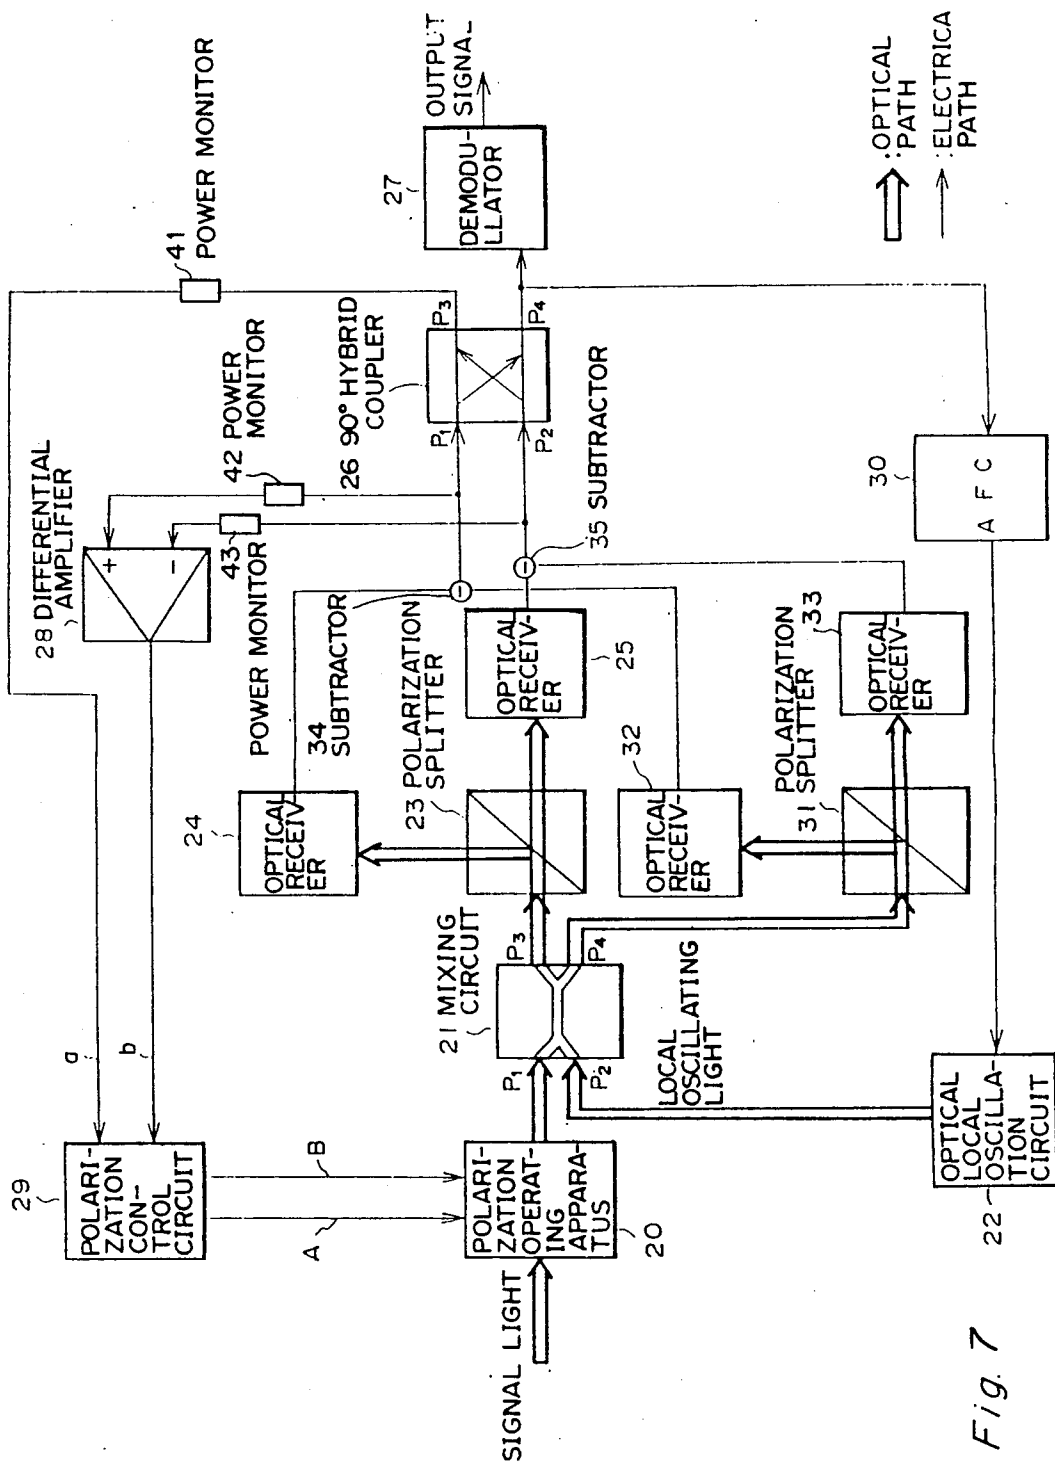 29
POLARI-
ZATION
CON-
TROL
CIRCUIT
a
b
28 DIFFERENTIAL
AMPLIFIER
+
-
42 POWER
MONITOR
43
POWER MONITOR
41
POWER MONITOR
A
B
24
OPTICAL
RECEIV-
ER
34
SUBTRACTOR
26 90° HYBRID
COUPLER
P1
P2
P3
P4
27
DEMODU-
LLATOR
OUTPUT
SIGNAL
SIGNAL LIGHT
POLARI-
ZATION
OPERAT-
ING
APPARA-
TUS
20
21 MIXING
CIRCUIT
P1
P2
P3
P4
23 POLARIZATION
SPLITTER
OPTICAL
RECEIV-
ER
25
-
-
35 SUBTRACTOR
32
OPTICAL
RECEIV-
ER
LOCAL
OSCILLATING
LIGHT
POLARIZATION
SPLITTER
31
33
OPTICAL
RECEIV-
ER
30
A F C
OPTICAL
LOCAL
OSCILLA-
TION
CIRCUIT
22
:OPTICAL
PATH
:ELECTRICA
PATH
Fig. 7